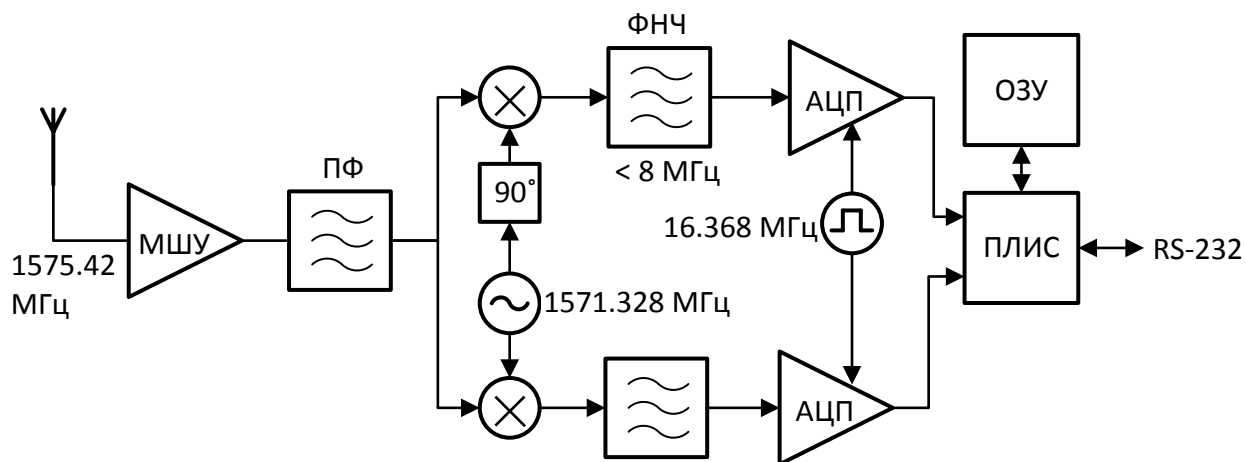 ФНЧ
АЦП
ОЗУ
ПФ
< 8 МГц
90°
МШУ
16.368 МГц
ПЛИС
RS-232
1575.42
МГц
1571.328 МГц
АЦП